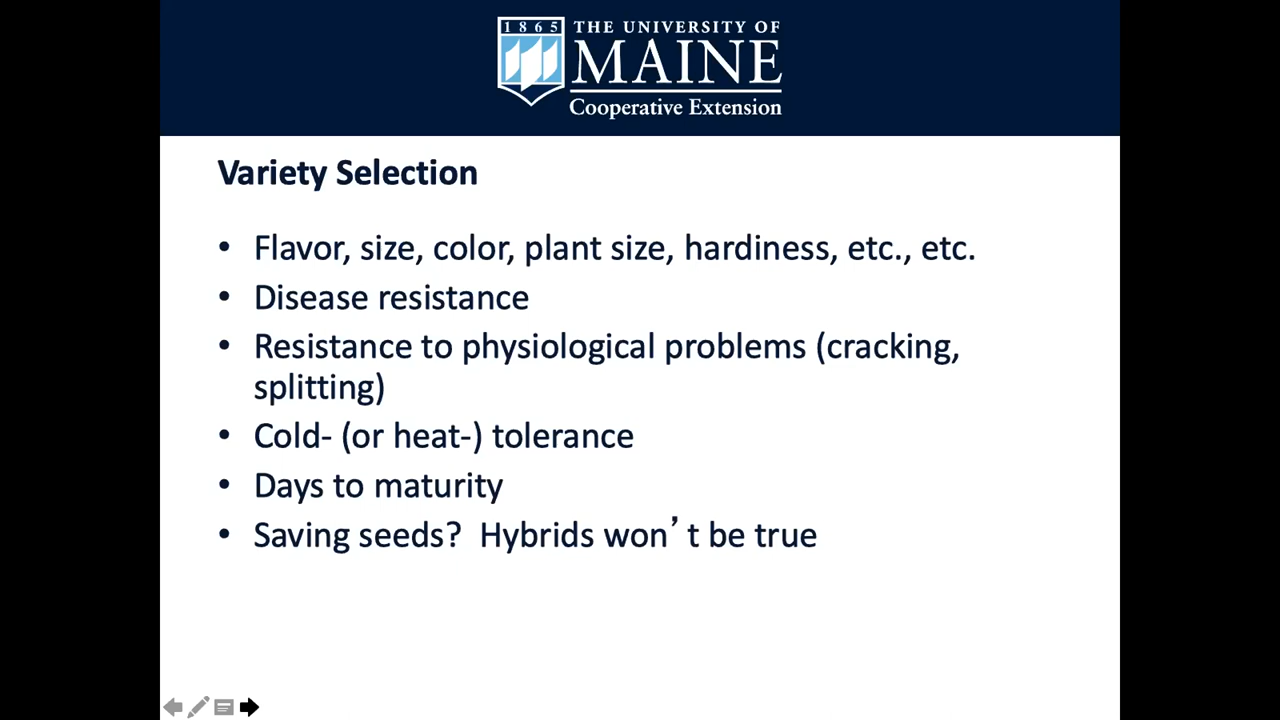 1865
THE UNIVERSITY OF
MAINE
Cooperative Extension
Variety Selection
• Flavor, size, color, plant size, hardiness, etc., etc.
• Disease resistance
• Resistance to physiological problems (cracking,
splitting)
• Cold- (or heat-) tolerance
• Days to maturity
• Saving seeds?  Hybrids won’t be true